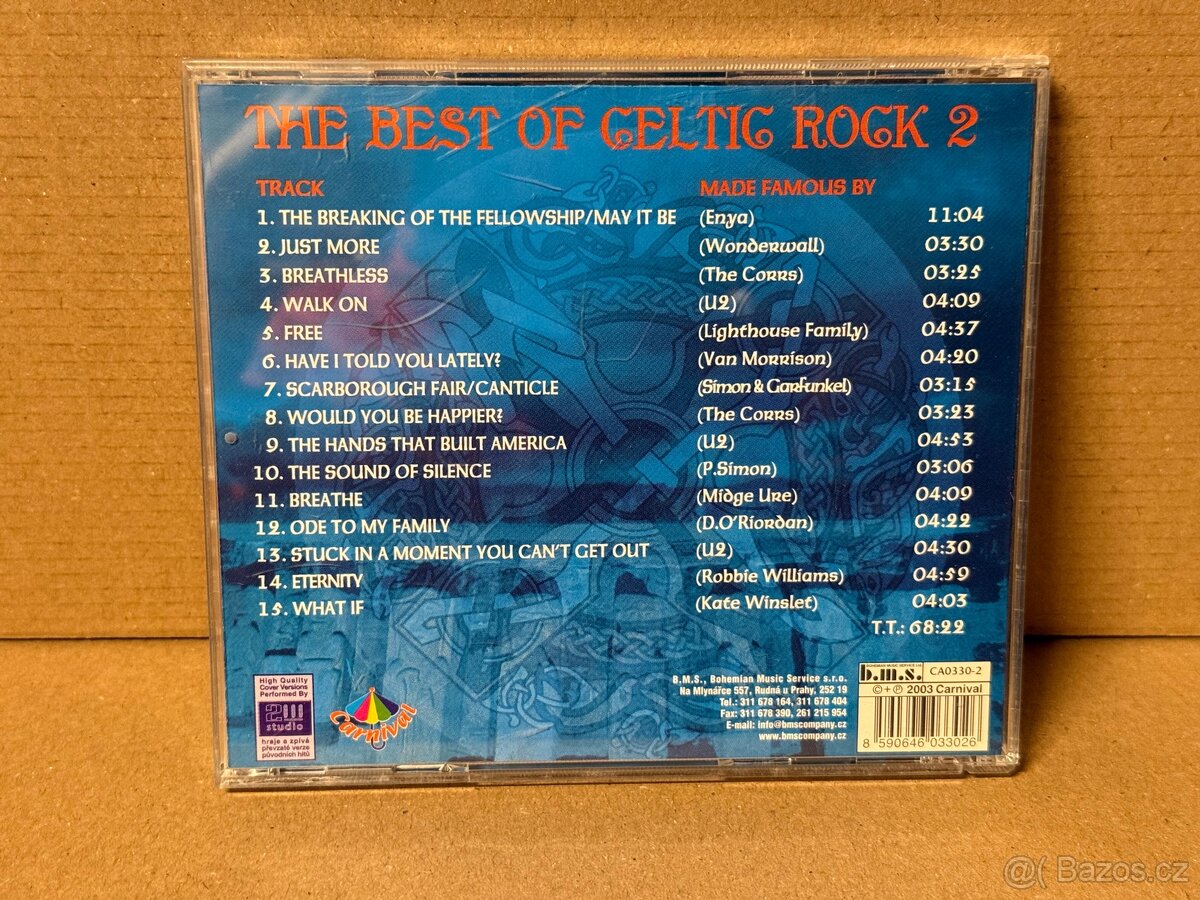 THE BEST OF CELTIC ROCK 2
TRACK MADE FAMOUS BY
1. THE BREAKING OF THE FELLOWSHIP/MAY IT BE (Enya) 11:04
2. JUST MORE (Wonderwall) 03:30
3. BREATHLESS (The Corrs) 03:25
4. WALK ON (U2) 04:09
5. FREE (Lighthouse Family) 04:37
6. HAVE I TOLD YOU LATELY? (Van Morrison) 04:20
7. SCARBOROUGH FAIR/CANTICLE (Simon & Garfunkel) 03:15
8. WOULD YOU BE HAPPIER? (The Corrs) 03:23
9. THE HANDS THAT BUILT AMERICA (U2) 04:53
10. THE SOUND OF SILENCE (P.Simon) 03:06
11. BREATHE (Midge Ure) 04:09
12. ODE TO MY FAMILY (D.O'Riordan) 04:22
13. STUCK IN A MOMENT YOU CAN'T GET OUT (U2) 04:30
14. ETERNITY (Robbie Williams) 04:59
15. WHAT IF (Kate Winslet) 04:03
T.T.: 68:22
High Quality
Cover Versions
Performed By
2W
studio
hraje a zpívá
převzaté verze
původních hitů
Carnival
B.M.S., Bohemian Music Service s.r.o.
Na Mlynářce 557, Rudná u Prahy, 252 19
Tel.: 311 678 164, 311 678 404
Fax: 311 678 390, 261 215 954
E-mail: info@bmscompany.cz
www.bmscompany.cz
BOHEMIAN MUSIC SERVICE Ltd.
b.m.s. CA0330-2
©+℗ 2003 Carnival
8 590646 033026
@( Bazos.cz